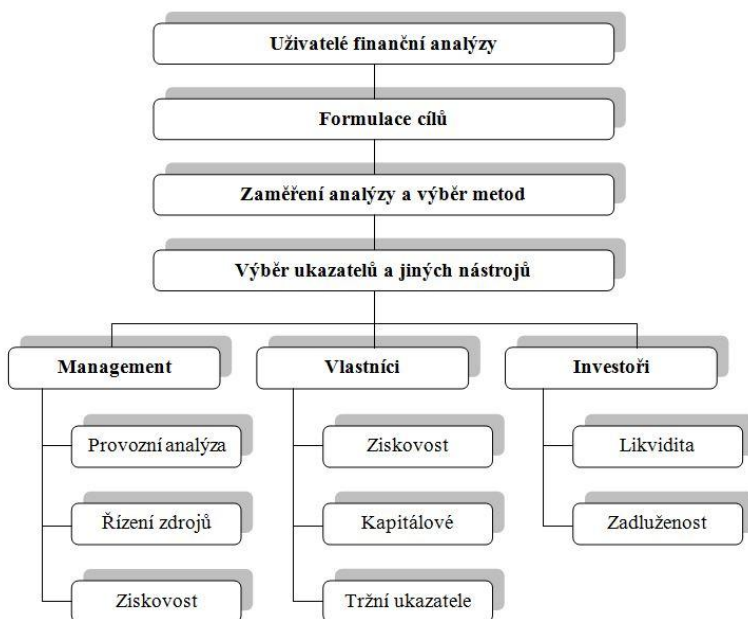 Uživatelé finanční analýzy
Formulace cílů
Zaměření analýzy a výběr metod
Výběr ukazatelů a jiných nástrojů
Management
Vlastníci
Investoři
Provozní analýza
Ziskovost
Likvidita
Řízení zdrojů
Kapitálové
Zadluženost
Ziskovost
Tržní ukazatele